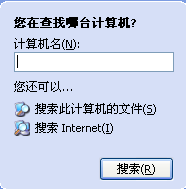 您在查找哪台计算机?
计算机名(N):
您还可以...
搜索此计算机的文件(S)
搜索 Internet(I)
搜索(R)